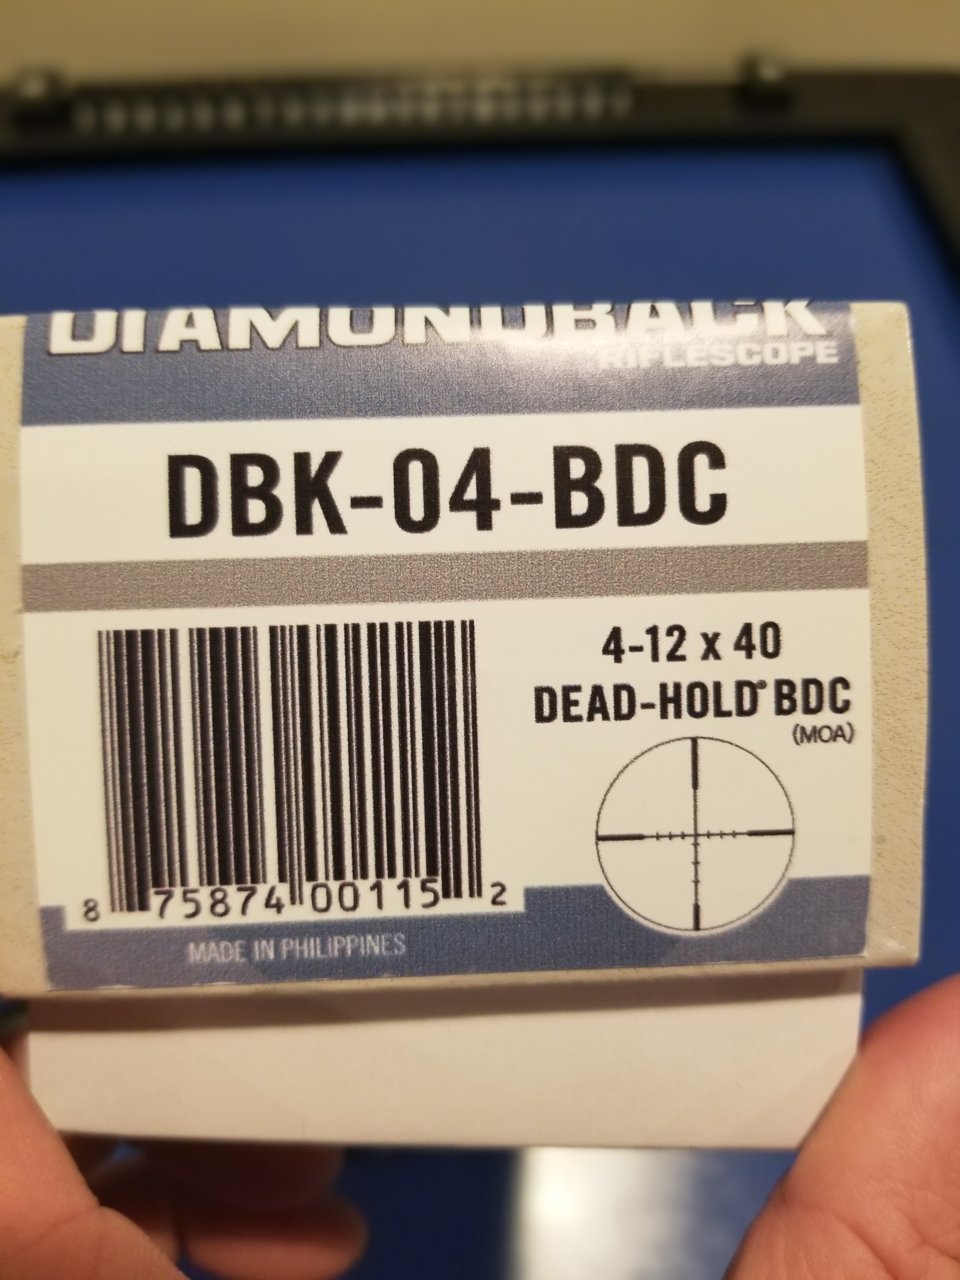 DIAMONDBACK
RIFLESCOPE
DBK-04-BDC
4-12 x 40
DEAD-HOLD® BDC
(MOA)
8 75874 00115 2
MADE IN PHILIPPINES